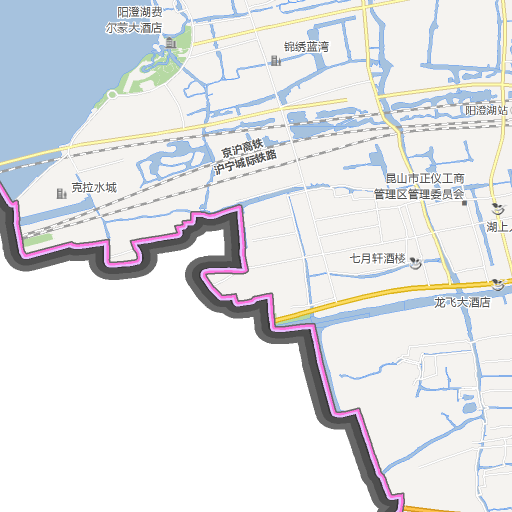 阳澄湖费
尔蒙大酒店
锦绣蓝湾
阳澄湖站
京沪高铁
沪宁城际铁路
克拉水城
昆山市正仪工商
管理区管理委员会
湖上人
七月轩酒楼
龙飞大酒店